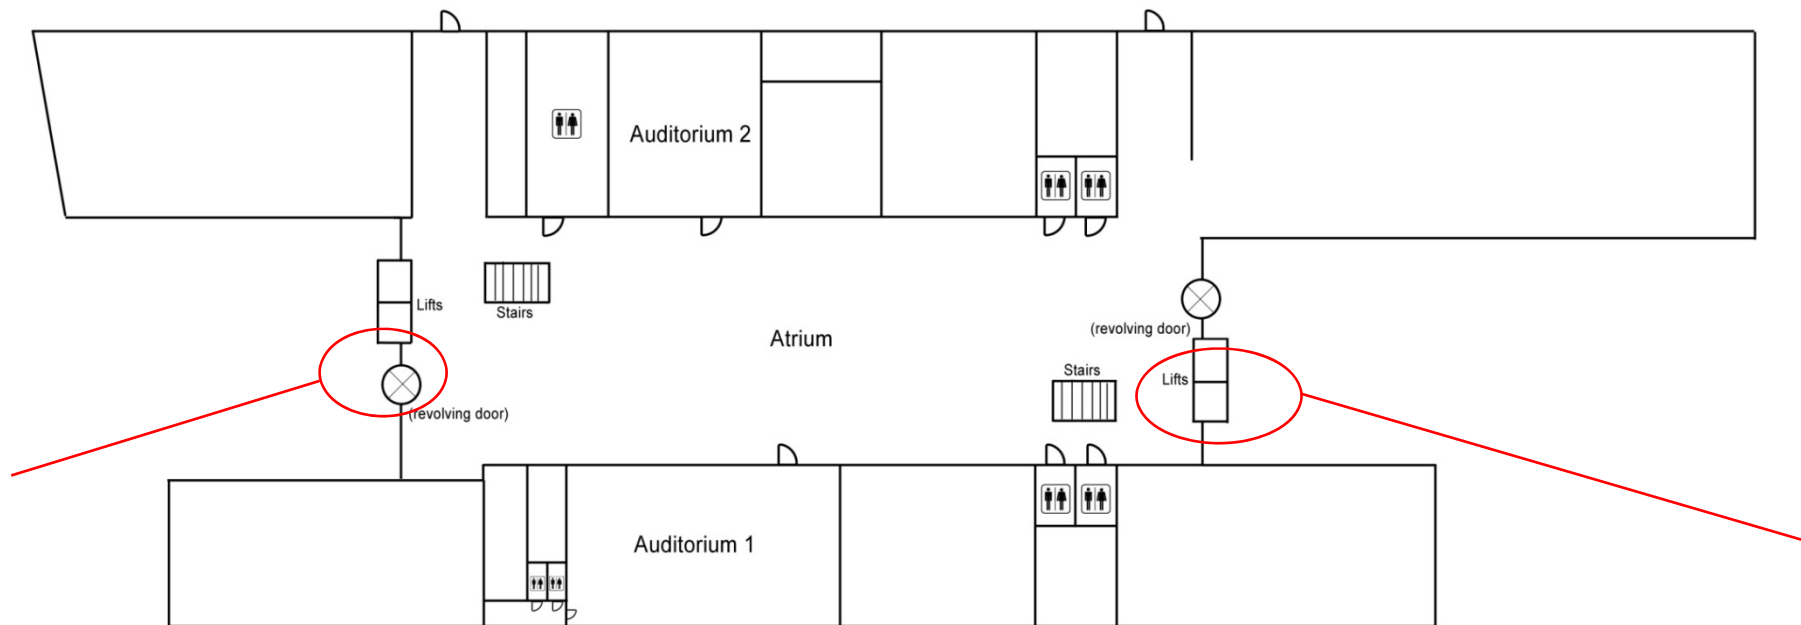 Auditorium 2
Lifts
Stairs
(revolving door)
Atrium
Stairs
Lifts
(revolving door)
Auditorium 1